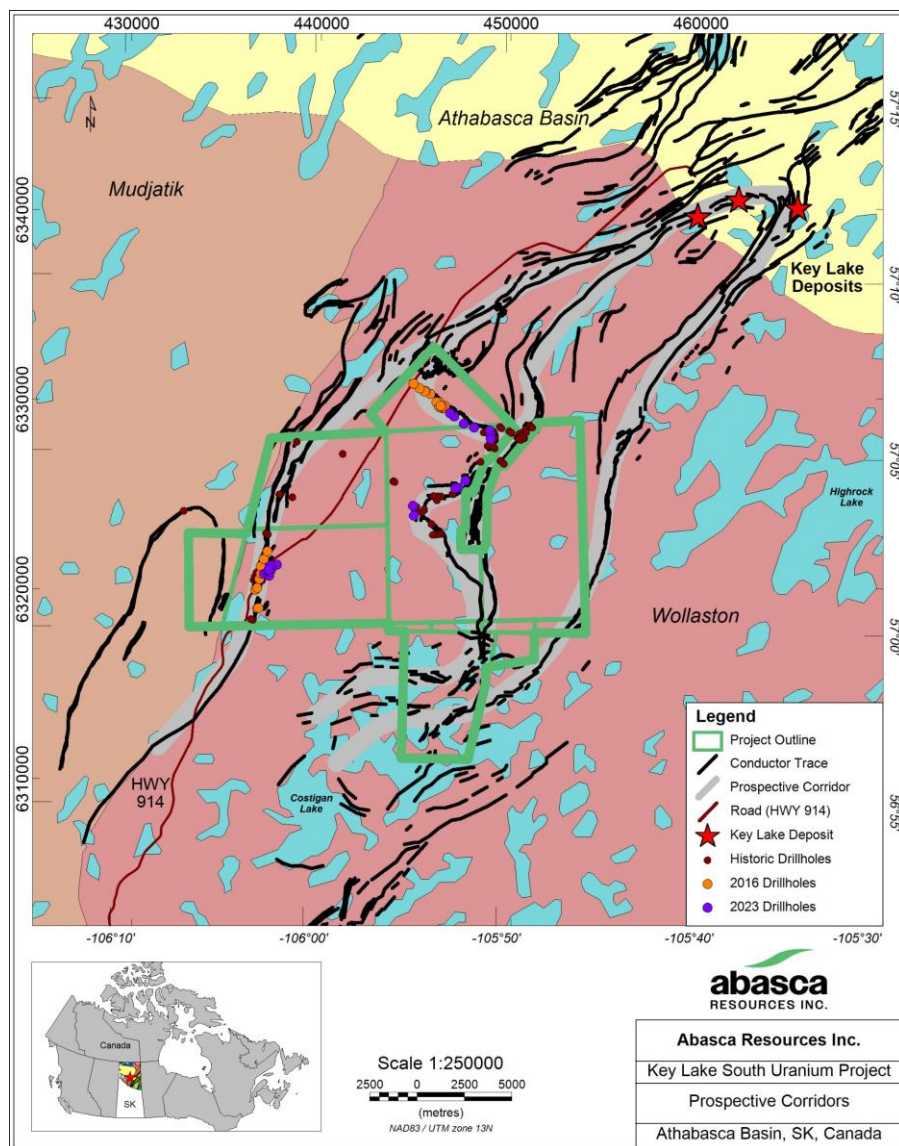 430000
440000
450000
460000
57°15'
Athabasca Basin
Mudjatik
6340000
Key Lake
Deposits
57°10'
6330000
57°05'
Highrock
Lake
6320000
Wollaston
57°00'
6310000
HWY
914
Costigan
Lake
56°55'
Legend
Project Outline
Conductor Trace
Prospective Corridor
Road (HWY 914)
Key Lake Deposit
Historic Drillholes
2016 Drillholes
2023 Drillholes
-106°10'
-106°00'
-105°50'
-105°40'
-105°30'
N
Canada
SK
Scale 1:250000
2500 0 2500 5000
(metres)
NAD83 / UTM zone 13N
abasca
RESOURCES INC.
Abasca Resources Inc.
Key Lake South Uranium Project
Prospective Corridors
Athabasca Basin, SK, Canada